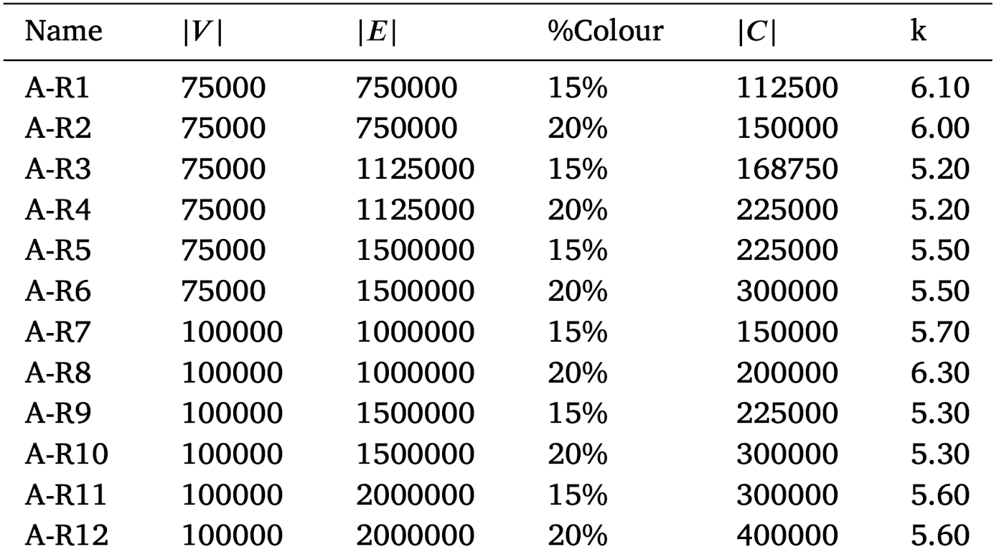 Name |V| |E| %Colour |C| k
A-R1 75000 750000 15% 112500 6.10
A-R2 75000 750000 20% 150000 6.00
A-R3 75000 1125000 15% 168750 5.20
A-R4 75000 1125000 20% 225000 5.20
A-R5 75000 1500000 15% 225000 5.50
A-R6 75000 1500000 20% 300000 5.50
A-R7 100000 1000000 15% 150000 5.70
A-R8 100000 1000000 20% 200000 6.30
A-R9 100000 1500000 15% 225000 5.30
A-R10 100000 1500000 20% 300000 5.30
A-R11 100000 2000000 15% 300000 5.60
A-R12 100000 2000000 20% 400000 5.60